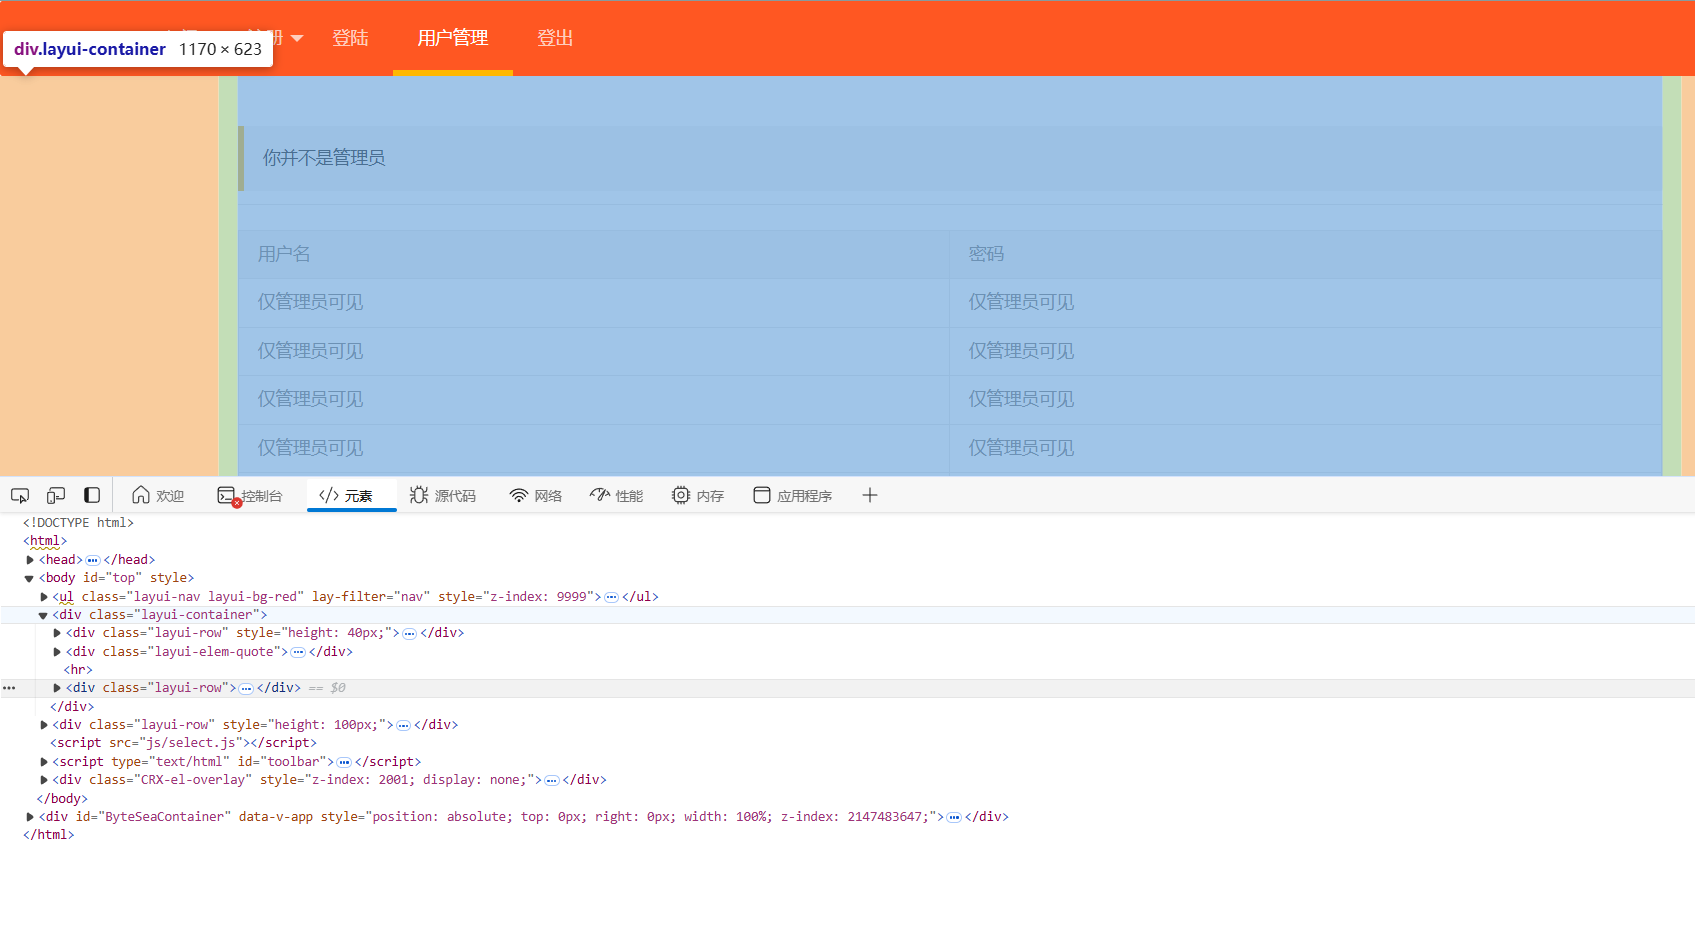 登陆
用户管理
登出
div.layui-container 1170 × 623
你并不是管理员
用户名 密码
仅管理员可见 仅管理员可见
仅管理员可见 仅管理员可见
仅管理员可见 仅管理员可见
仅管理员可见 仅管理员可见
欢迎 控制台 </> 元素 源代码 网络 性能 内存 应用程序
<!DOCTYPE html>
<html>
<head>…</head>
<body id="top" style>
<ul class="layui-nav layui-bg-red" lay-filter="nav" style="z-index: 9999">…</ul>
<div class="layui-container">
<div class="layui-row" style="height: 40px;">…</div>
<div class="layui-elem-quote">…</div>
<hr>
<div class="layui-row">…</div> == $0
</div>
<div class="layui-row" style="height: 100px;">…</div>
<script src="js/select.js"></script>
<script type="text/html" id="toolbar">…</script>
<div class="CRX-el-overlay" style="z-index: 2001; display: none;">…</div>
</body>
<div id="ByteSeaContainer" data-v-app style="position: absolute; top: 0px; right: 0px; width: 100%; z-index: 2147483647;">…</div>
</html>